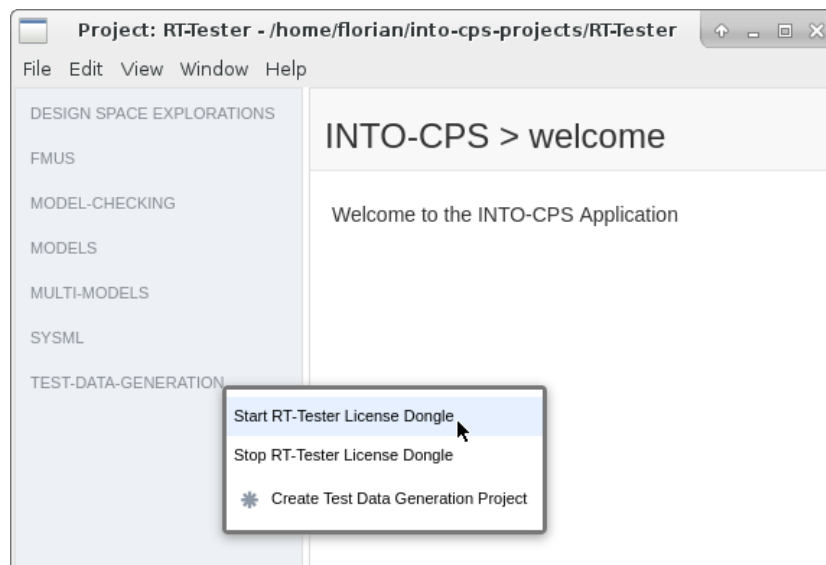 Project: RT-Tester - /home/florian/into-cps-projects/RT-Tester
File Edit View Window Help
DESIGN SPACE EXPLORATIONS
FMUS
MODEL-CHECKING
MODELS
MULTI-MODELS
SYSML
TEST-DATA-GENERATION
INTO-CPS > welcome
Welcome to the INTO-CPS Application
Start RT-Tester License Dongle
Stop RT-Tester License Dongle
Create Test Data Generation Project